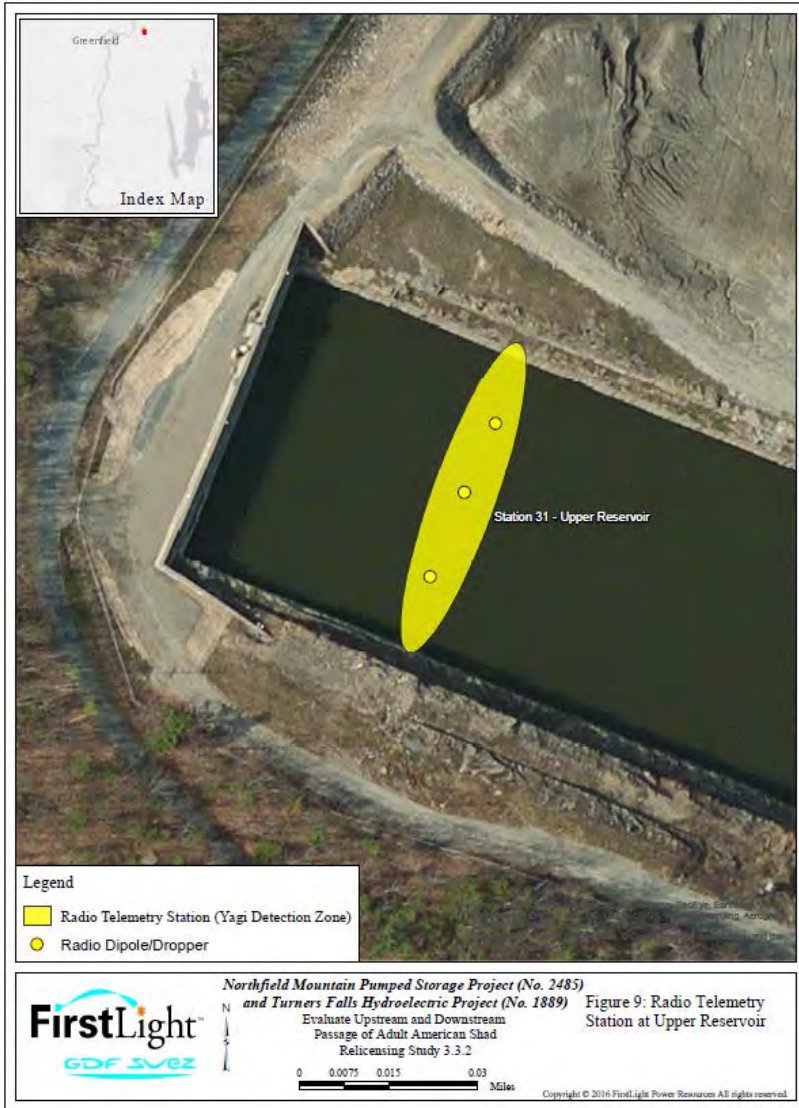 Greenfield
Index Map
Station 31 - Upper Reservoir
Legend
Radio Telemetry Station (Yagi Detection Zone)
Radio Dipole/Dropper
FirstLight™
GDF SUEZ
N
Northfield Mountain Pumped Storage Project (No. 2485)
and Turners Falls Hydroelectric Project (No. 1889)
Evaluate Upstream and Downstream
Passage of Adult American Shad
Relicensing Study 3.3.2
0 0.0075 0.015 0.03
Miles
Figure 9: Radio Telemetry
Station at Upper Reservoir
Copyright © 2016 FirstLight Power Resources All rights reserved.